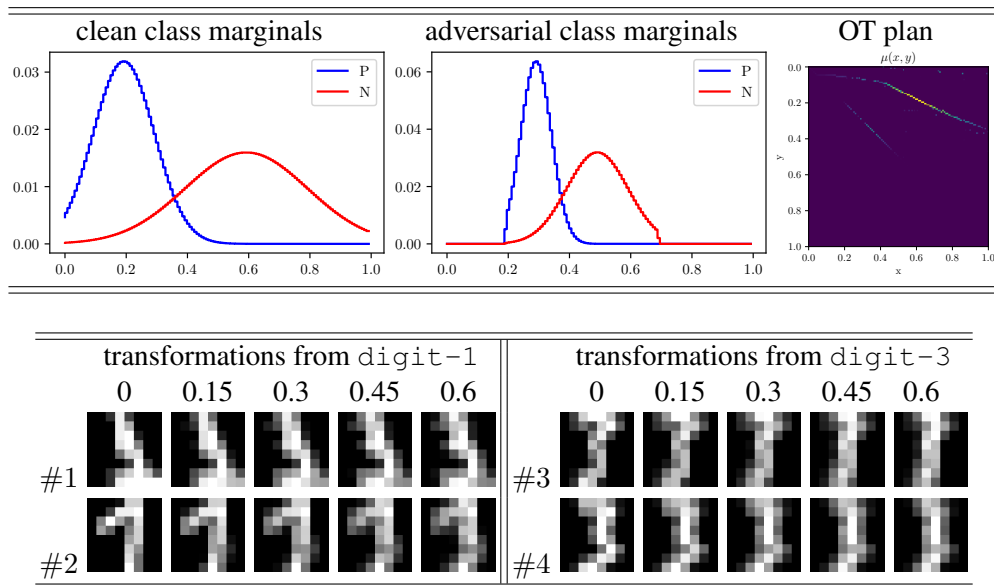 clean class marginals adversarial class marginals OT plan
μ(x, y)
P
N
0.03
0.02
0.01
0.00
0.0 0.2 0.4 0.6 0.8 1.0
P
N
0.06
0.04
0.02
0.00
0.0 0.2 0.4 0.6 0.8 1.0
0.0
0.2
0.4
0.6
0.8
1.0
y
0.0 0.2 0.4 0.6 0.8 1.0
x
transformations from digit-1
0 0.15 0.3 0.45 0.6
#1
#2
transformations from digit-3
0 0.15 0.3 0.45 0.6
#3
#4